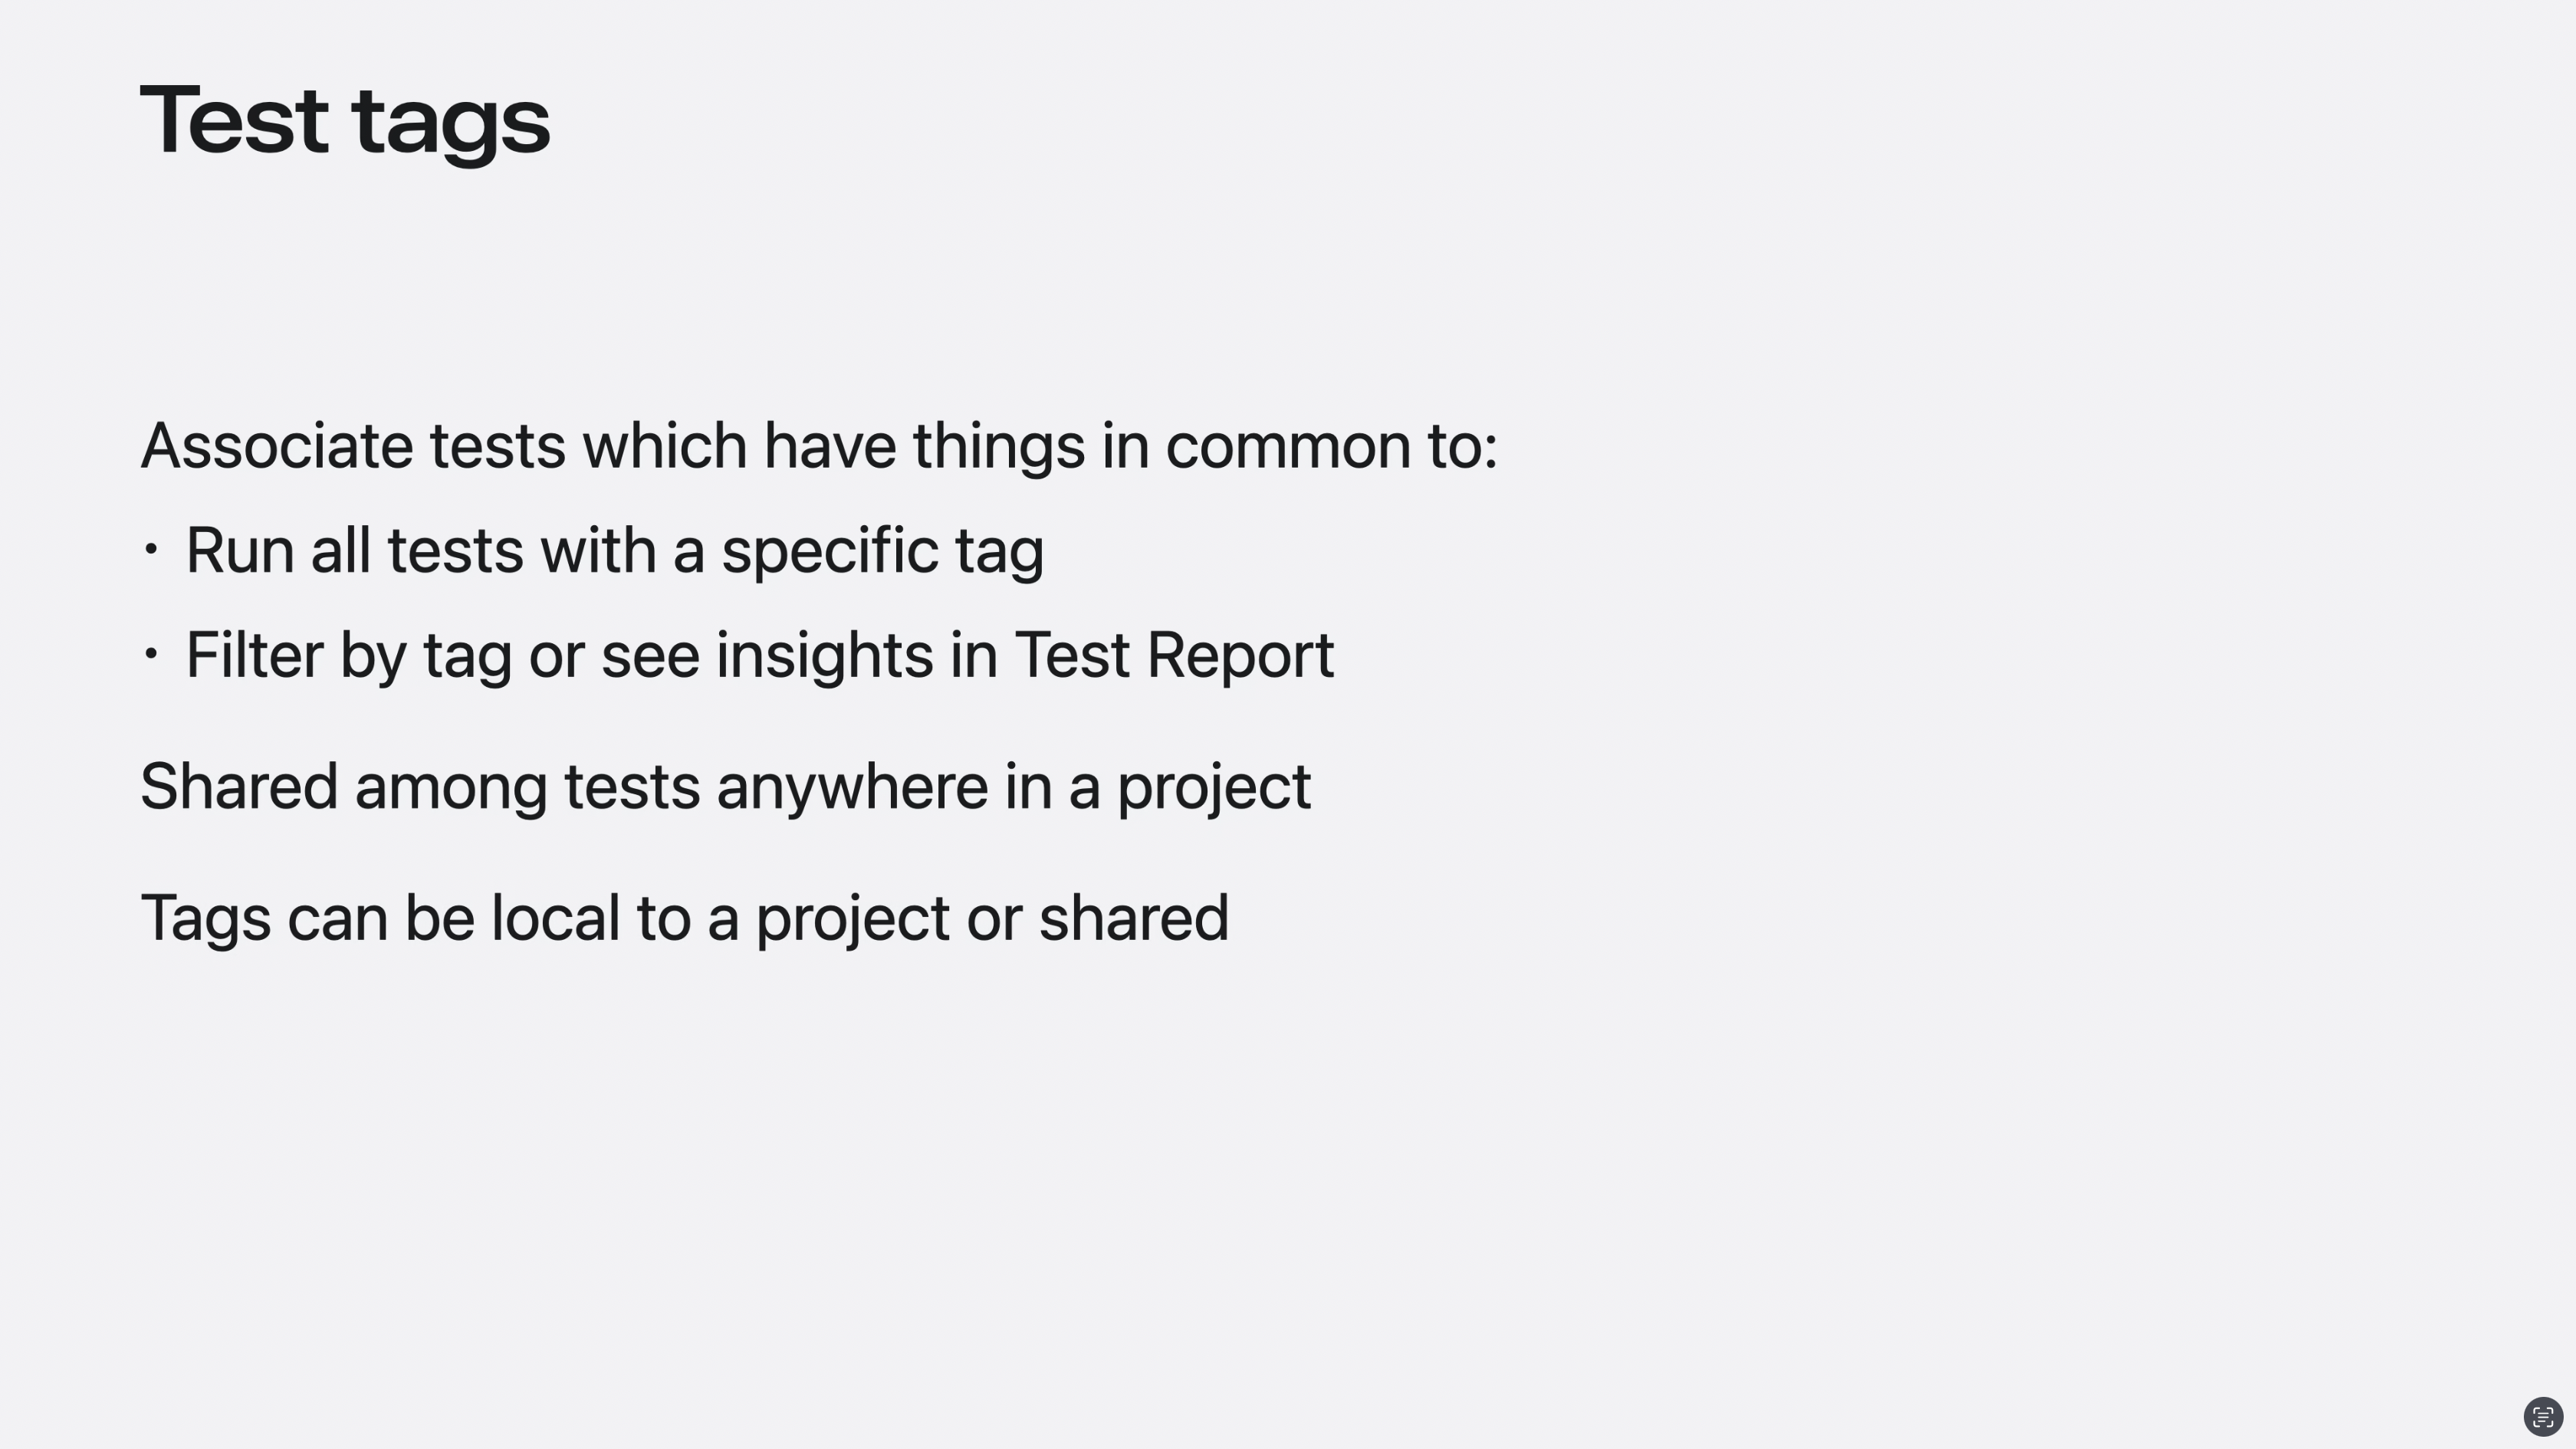 Test tags
Associate tests which have things in common to:
• Run all tests with a specific tag
• Filter by tag or see insights in Test Report
Shared among tests anywhere in a project
Tags can be local to a project or shared